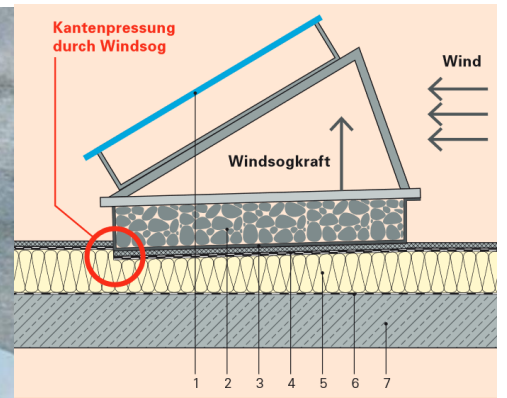 Kantenpressung
durch Windsog
Wind
Windsogkraft
1 2 3 4 5 6 7